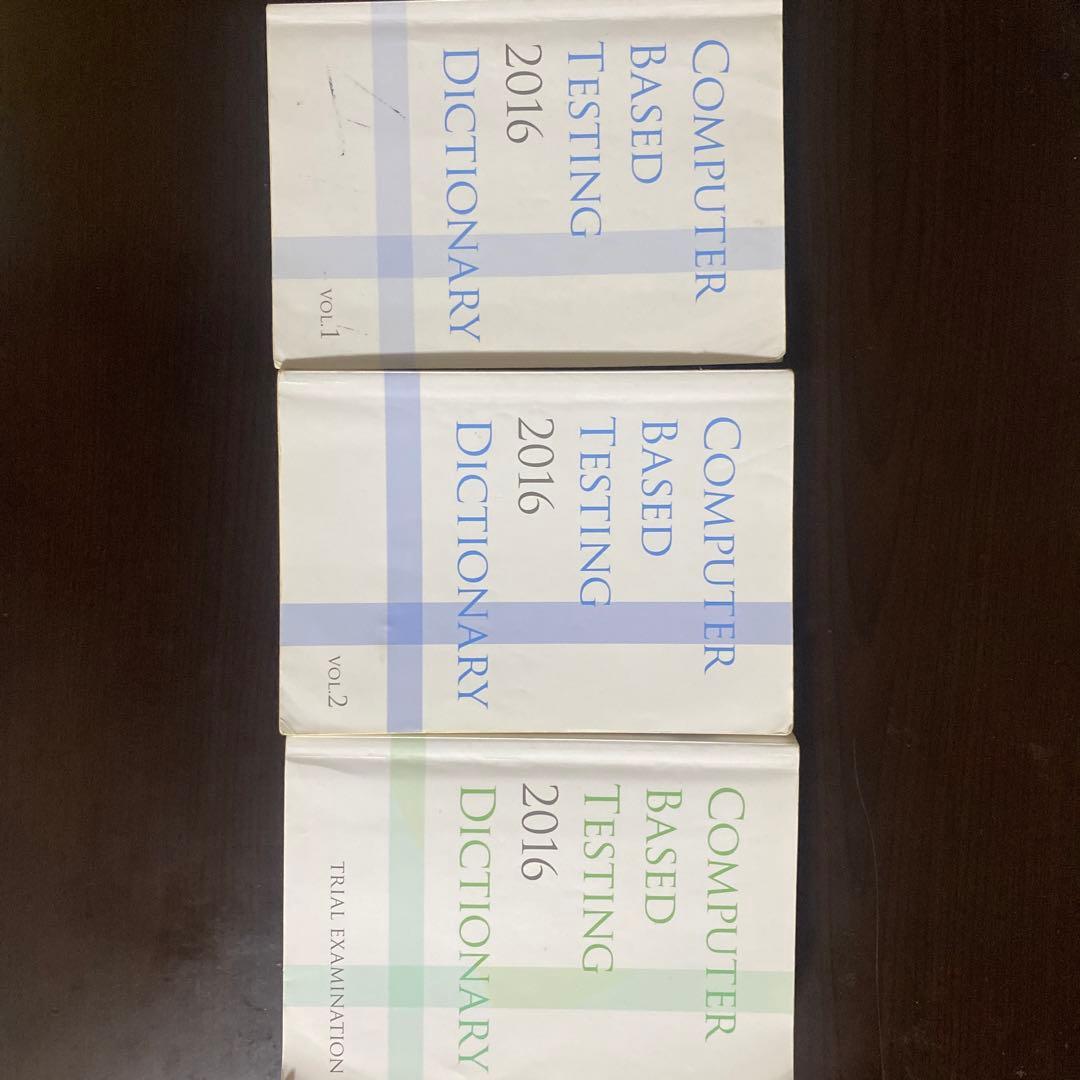 COMPUTER
BASED
TESTING
2016
DICTIONARY
VOL.1
COMPUTER
BASED
TESTING
2016
DICTIONARY
VOL.2
COMPUTER
BASED
TESTING
2016
DICTIONARY
TRIAL EXAMINATION